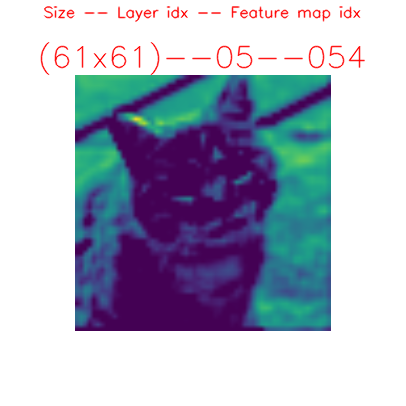 Size -- Layer idx -- Feature map idx
(61x61)--05--054